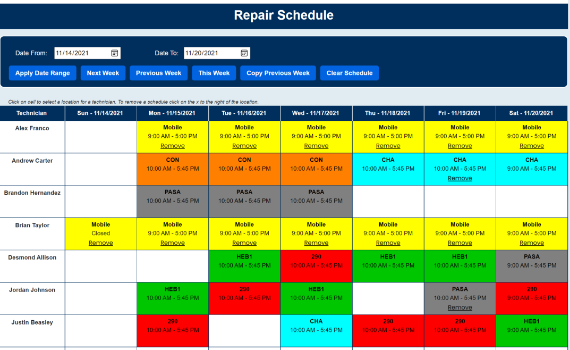 Repair Schedule
Date From: 11/14/2021 Date To: 11/20/2021
Apply Date Range Next Week Previous Week This Week Copy Previous Week Clear Schedule
Click on cell to select a location for a technician. To remove a schedule click on the x to the right of the location.
Technician Sun - 11/14/2021 Mon - 11/15/2021 Tue - 11/16/2021 Wed - 11/17/2021 Thu - 11/18/2021 Fri - 11/19/2021 Sat - 11/20/2021
Alex Franco Mobile Mobile Mobile Mobile Mobile Mobile
9:00 AM - 5:00 PM 9:00 AM - 5:00 PM 9:00 AM - 5:00 PM 9:00 AM - 5:00 PM 9:00 AM - 5:00 PM 9:00 AM - 5:00 PM
Remove Remove Remove Remove Remove Remove
Andrew Carter CON CON CON CHA CHA CHA
10:00 AM - 5:45 PM 10:00 AM - 5:45 PM 10:00 AM - 5:45 PM 10:00 AM - 5:45 PM 10:00 AM - 5:45 PM 9:00 AM - 5:45 PM
Remove
Brandon Hernandez PASA PASA PASA
10:00 AM - 5:45 PM 10:00 AM - 5:45 PM 10:00 AM - 5:45 PM
Brian Taylor Mobile Mobile Mobile Mobile Mobile Mobile Mobile
Closed 9:00 AM - 5:00 PM 9:00 AM - 5:00 PM 9:00 AM - 5:00 PM 9:00 AM - 5:00 PM 9:00 AM - 5:00 PM 9:00 AM - 5:00 PM
Remove Remove Remove Remove Remove Remove Remove
Desmond Allison HEB1 290 HEB1 HEB1 PASA
10:00 AM - 5:45 PM 10:00 AM - 5:45 PM 10:00 AM - 5:45 PM 10:00 AM - 5:45 PM 9:00 AM - 5:45 PM
Jordan Johnson HEB1 290 HEB1 PASA 290
10:00 AM - 5:45 PM 10:00 AM - 5:45 PM 10:00 AM - 5:45 PM 10:00 AM - 5:45 PM 9:00 AM - 5:45 PM
Remove
Justin Beasley 290 CHA 290 290 HEB1
10:00 AM - 5:45 PM 10:00 AM - 5:45 PM 10:00 AM - 5:45 PM 10:00 AM - 5:45 PM 9:00 AM - 5:45 PM